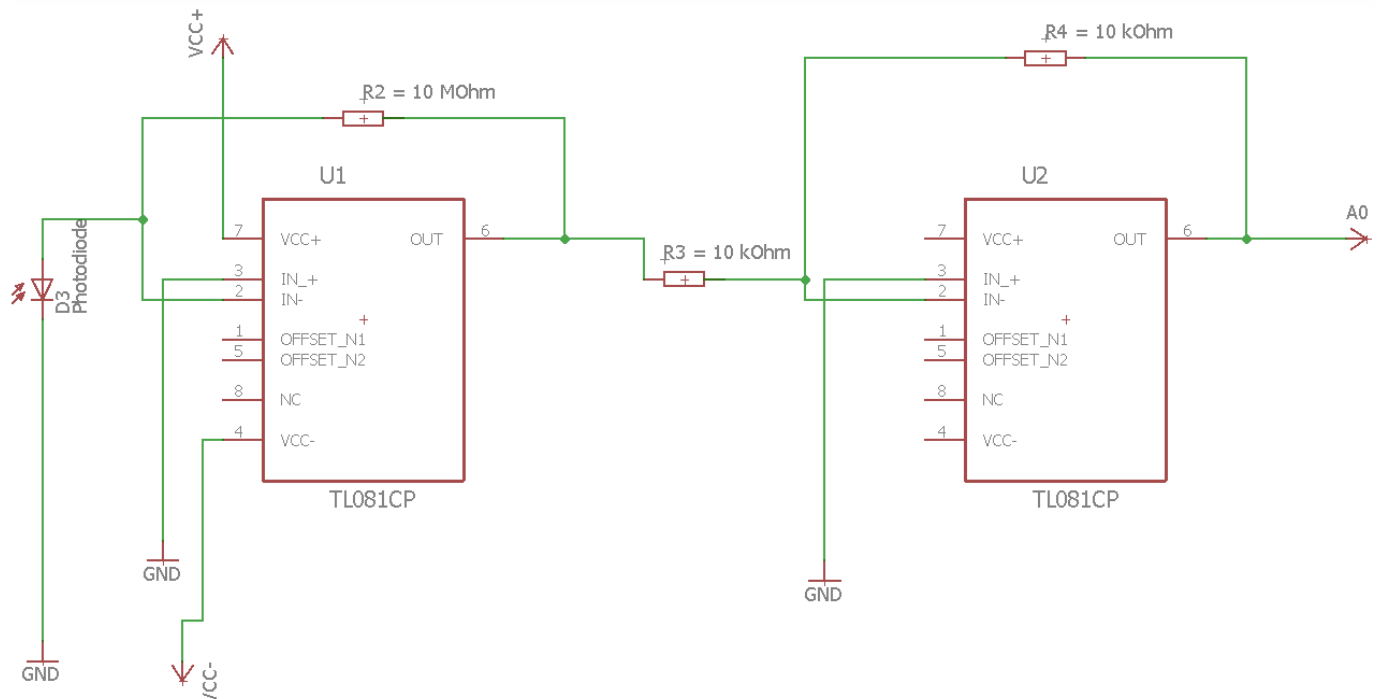 VCC+
R2 = 10 MOhm
R4 = 10 kOhm
U1
U2
D3
Photodiode
7 VCC+ OUT 6
3 IN_+
2 IN-
1 OFFSET_N1
5 OFFSET_N2
8 NC
4 VCC-
TL081CP
R3 = 10 kOhm
7 VCC+ OUT 6
3 IN_+
2 IN-
1 OFFSET_N1
5 OFFSET_N2
8 NC
4 VCC-
TL081CP
A0
GND
GND
GND
/CC-